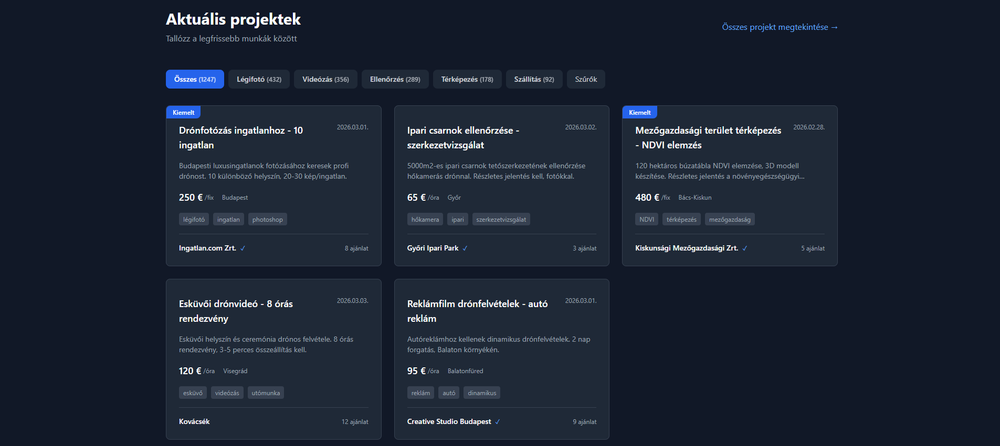 Aktuális projektek
Tallózz a legfrissebb munkák között
Összes projekt megtekintése →
Összes (1247)
Légifotó (432)
Videózás (356)
Ellenőrzés (289)
Térképezés (178)
Szállítás (92)
Szűrők
Kiemelt
Drónfotózás ingatlanhoz - 10
ingatlan
2026.03.01.
Budapesti luxusingatlanok fotózásához keresek profi
drónost. 10 különböző helyszín, 20-30 kép/ingatlan.
250 € /fix Budapest
légifotó ingatlan photoshop
Ingatlan.com Zrt. ✓
8 ajánlat
Ipari csarnok ellenőrzése -
szerkezetvizsgálat
2026.03.02.
5000m2-es ipari csarnok tetőszerkezetének ellenőrzése
hőkamerás drónnal. Részletes jelentés kell, fotókkal.
65 € /óra Győr
hőkamera ipari szerkezetvizsgálat
Győri Ipari Park ✓
3 ajánlat
Kiemelt
Mezőgazdasági terület térképezés
- NDVI elemzés
2026.02.28.
120 hektáros búzatábla NDVI elemzése, 3D modell
készítése. Részletes jelentés a növényegészségügyi...
480 € /fix Bács-Kiskun
NDVI térképezés mezőgazdaság
Kiskunsági Mezőgazdasági Zrt. ✓
5 ajánlat
Esküvői drónvideó - 8 órás
rendezvény
2026.03.03.
Esküvői helyszín és ceremónia drónos felvétele. 8 órás
rendezvény, 3-5 perces összeállítás kell.
120 € /óra Visegrád
esküvő videózás utómunka
Kovácsék
12 ajánlat
Reklámfilm drónfelvételek - autó
reklám
2026.03.01.
Autóreklámhoz kellenek dinamikus drónfelvételek. 2 nap
forgatás, Balaton környékén.
95 € /óra Balatonfüred
reklám autó dinamikus
Creative Studio Budapest ✓
9 ajánlat